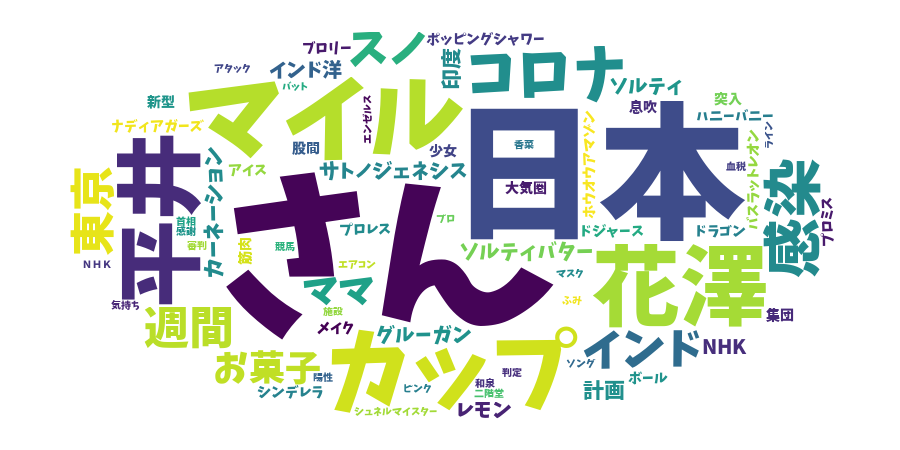 ブロリー
スノ
ポッピングシャワー
アタック
インド洋
印度
コロナ
バット
マイル
ソルティ
新型
エンゼルス
息吹
突入
ハニーバニー
ナディアガーズ
股間
少女
日本
香菜
ホウオウアマゾン
ライン
平井
カーネーション
アイス
サトノジェネシス
大気圏
血税
バスラットレオン
東京
さん
感染
プロミス
首相
感謝
審判
筋肉
競馬
プロレス
プロ
ドジャース
ドラゴン
NHK
エアコン
ソルティバター
マスク
花澤
気持ち
ママ
ふみ
施設
週間
メイク
グルーガン
集団
カップ
インド
NHK
お菓子
陽性
シンデレラ
ピンク
和泉
判定
ソング
ボール
計画
二階堂
シュネルマイスター
レモン